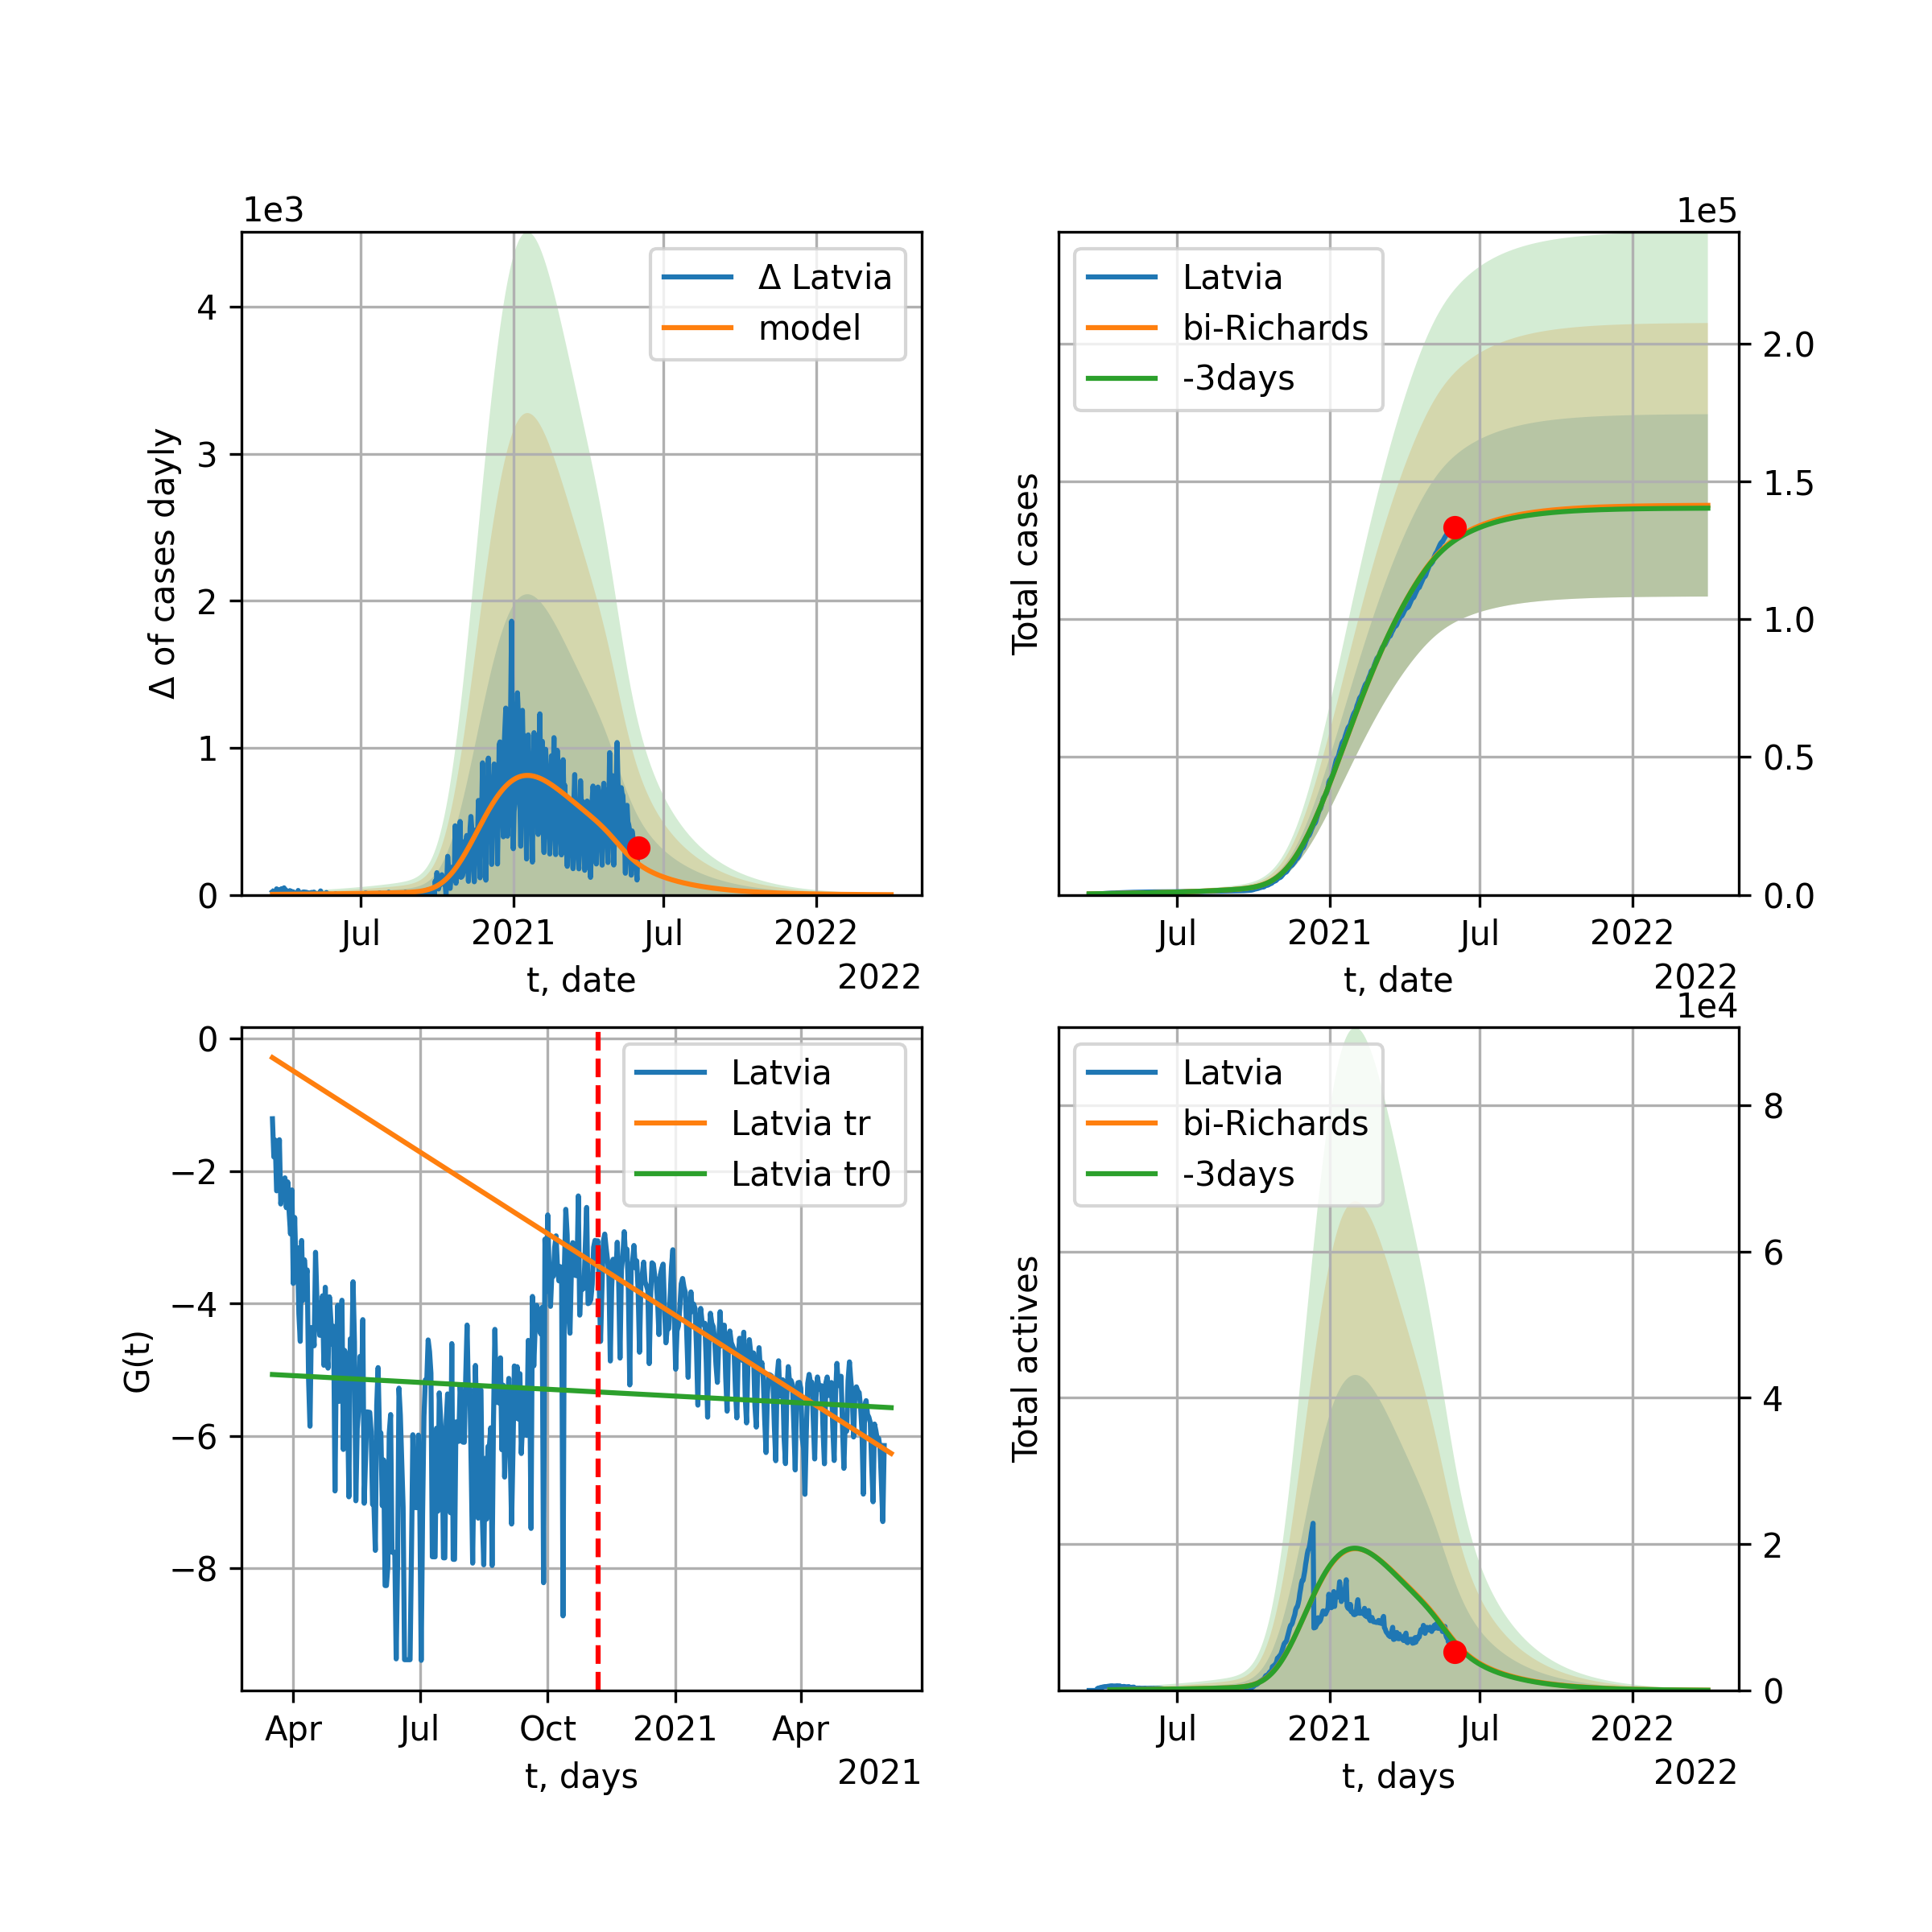 1e3
Δ Latvia
model
4
3
2
1
0
Δ of cases dayly
Jul
2021
Jul
2022
t, date
2022
1e5
Latvia
bi-Richards
-3days
2.0
1.5
1.0
0.5
0.0
Total cases
Jul
2021
Jul
2022
t, date
2022
Latvia
Latvia tr
Latvia tr0
0
−2
−4
−6
−8
G(t)
Apr
Jul
Oct
2021
Apr
t, days
2021
1e4
Latvia
bi-Richards
-3days
8
6
4
2
0
Total actives
Jul
2021
Jul
2022
t, days
2022